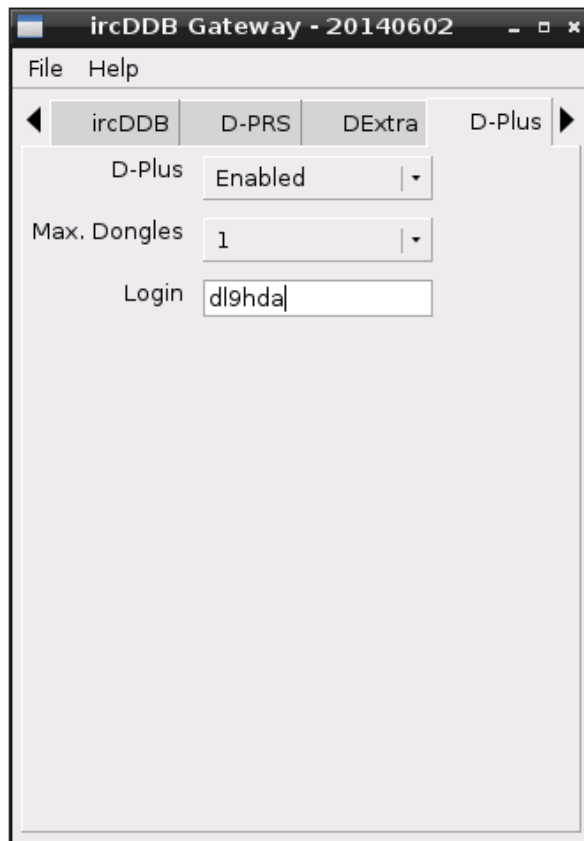 ircDDB Gateway - 20140602
File Help
ircDDB D-PRS DExtra D-Plus
D-Plus Enabled
Max. Dongles 1
Login dl9hda